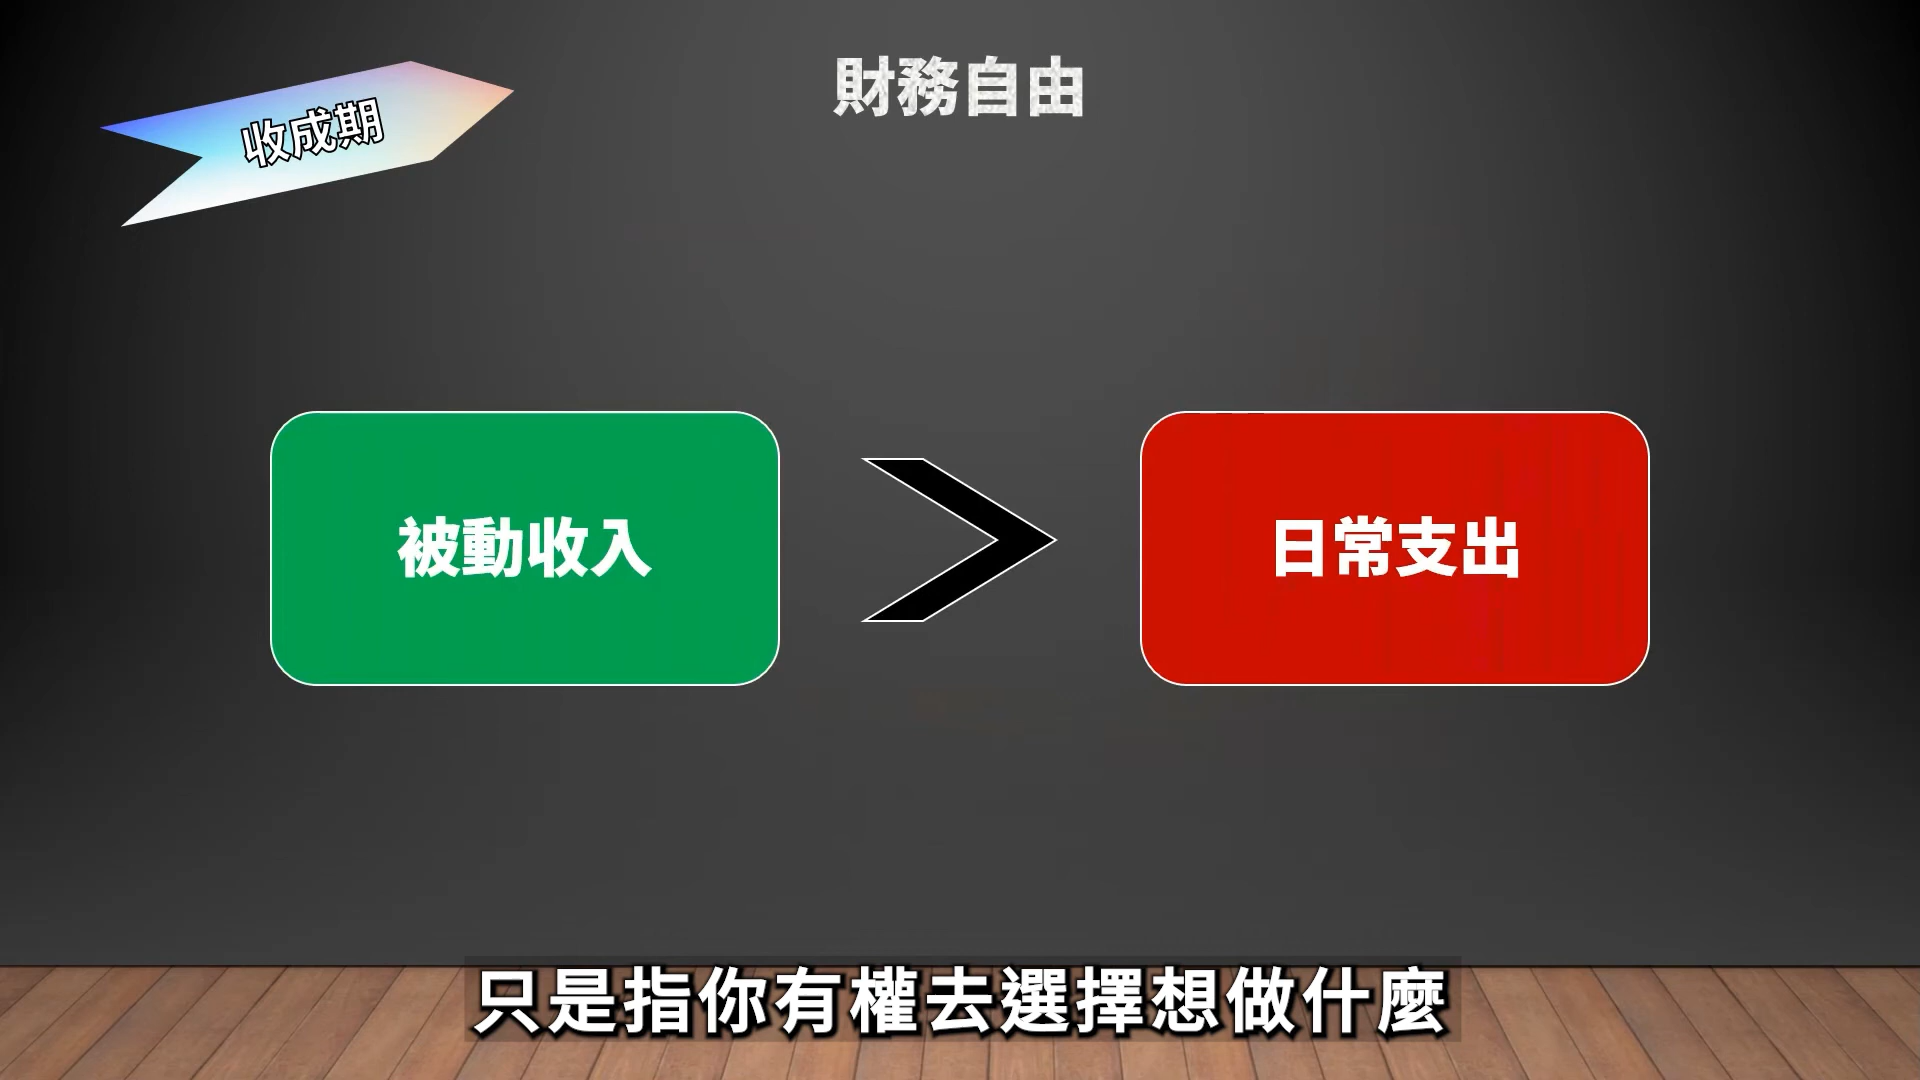 財務自由
收成期
被動收入
日常支出
只是指你有權去選擇想做什麼